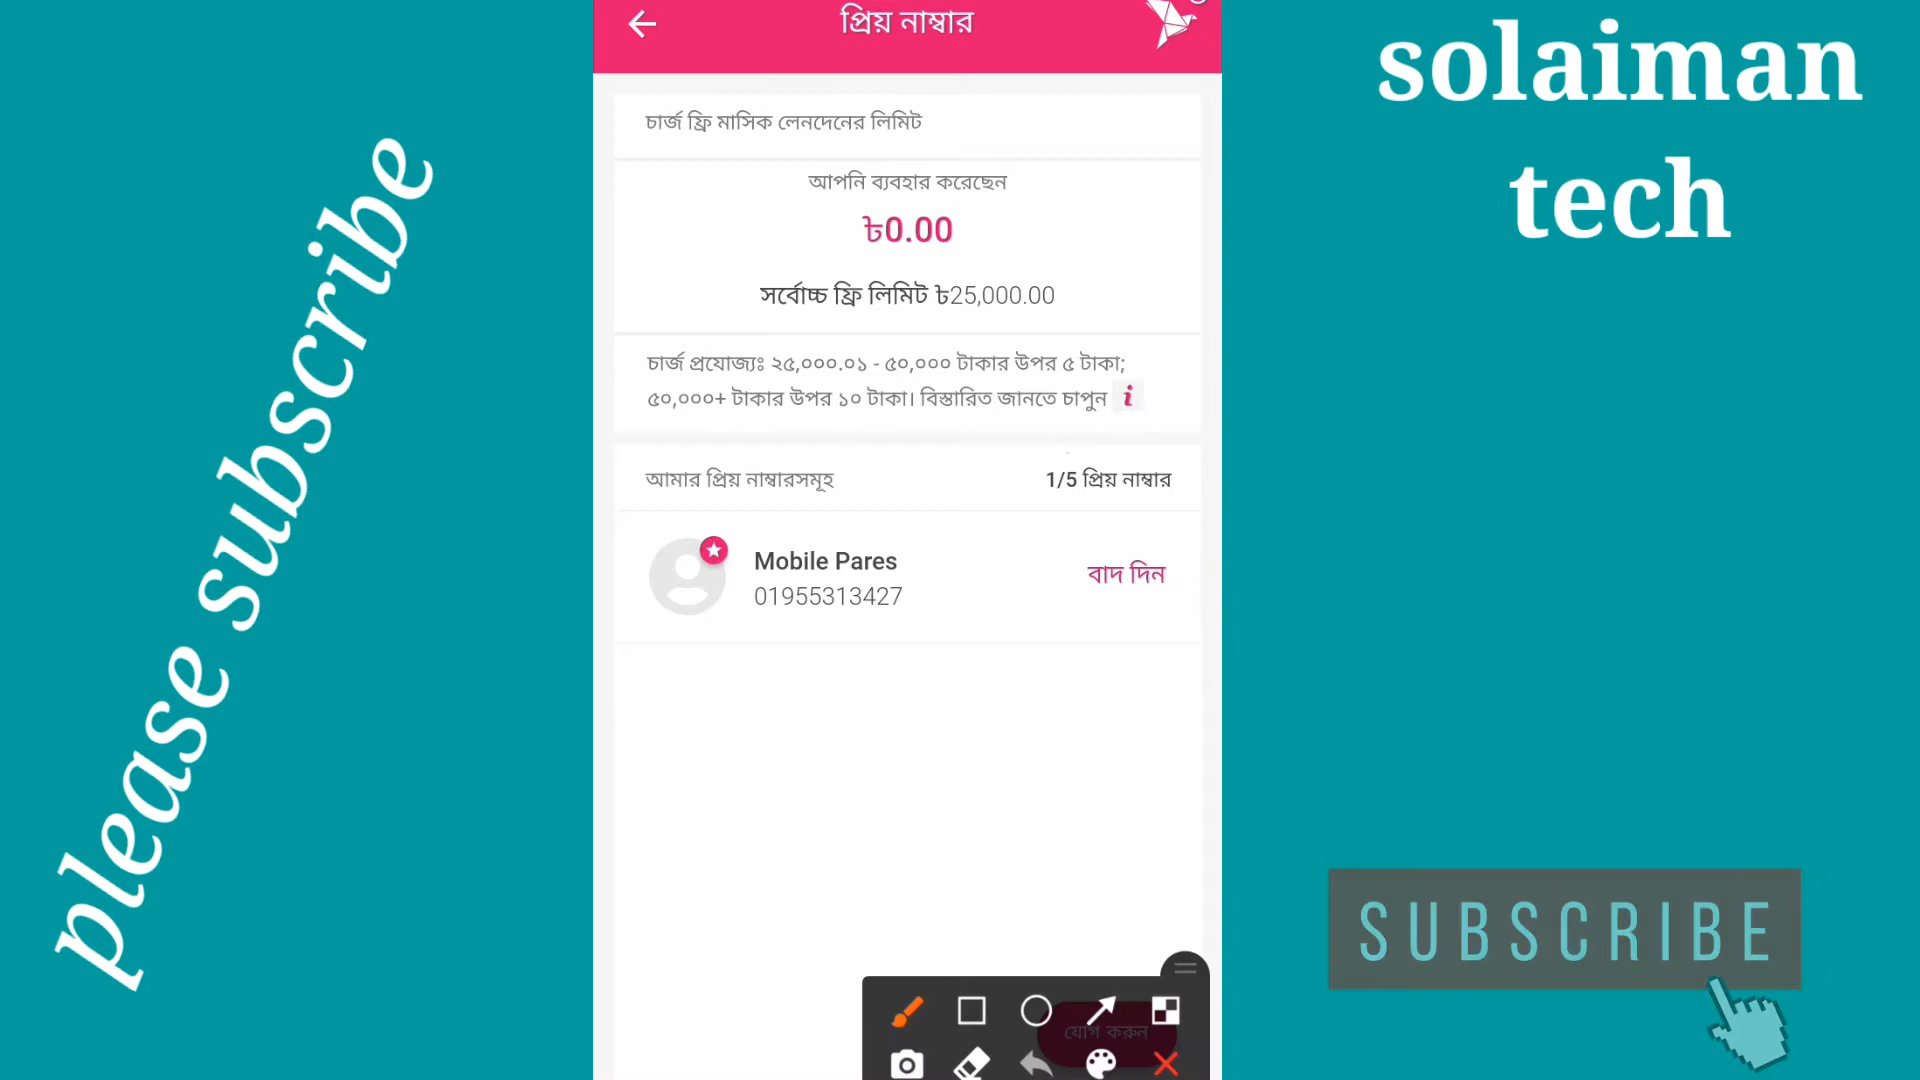 please subscribe
প্রিয় নাম্বার
চার্জ ফ্রি মাসিক লেনদেনের লিমিট
আপনি ব্যবহার করেছেন
৳0.00
সর্বোচ্চ ফ্রি লিমিট ৳25,000.00
চার্জ প্রযোজ্যঃ ২৫,০০০.০১ - ৫০,০০০ টাকার উপর ৫ টাকা;
৫০,০০০+ টাকার উপর ১০ টাকা। বিস্তারিত জানতে চাপুন i
আমার প্রিয় নাম্বারসমূহ 1/5 প্রিয় নাম্বার
Mobile Pares
01955313427
বাদ দিন
যোগ করুন
solaiman
tech
SUBSCRIBE